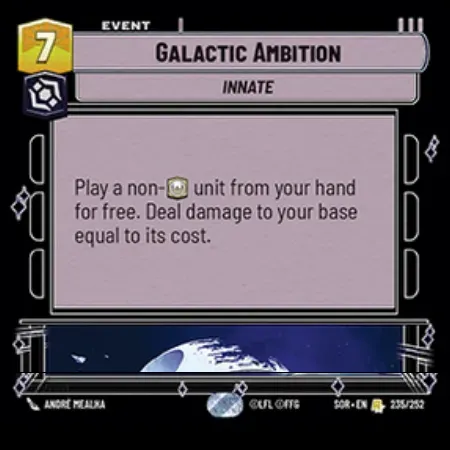 EVENT
7
GALACTIC AMBITION
INNATE
Play a non- unit from your hand
for free. Deal damage to your base
equal to its cost.
ANDRÉ MEALHA
©LFL ©FFG
SOR • EN 235/252